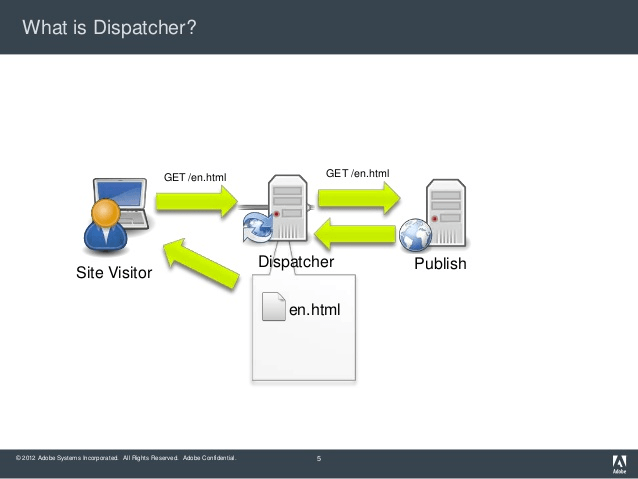 What is Dispatcher?
GET /en.html
GET /en.html
Site Visitor
Dispatcher
Publish
en.html
© 2012 Adobe Systems Incorporated. All Rights Reserved. Adobe Confidential.
5
Adobe